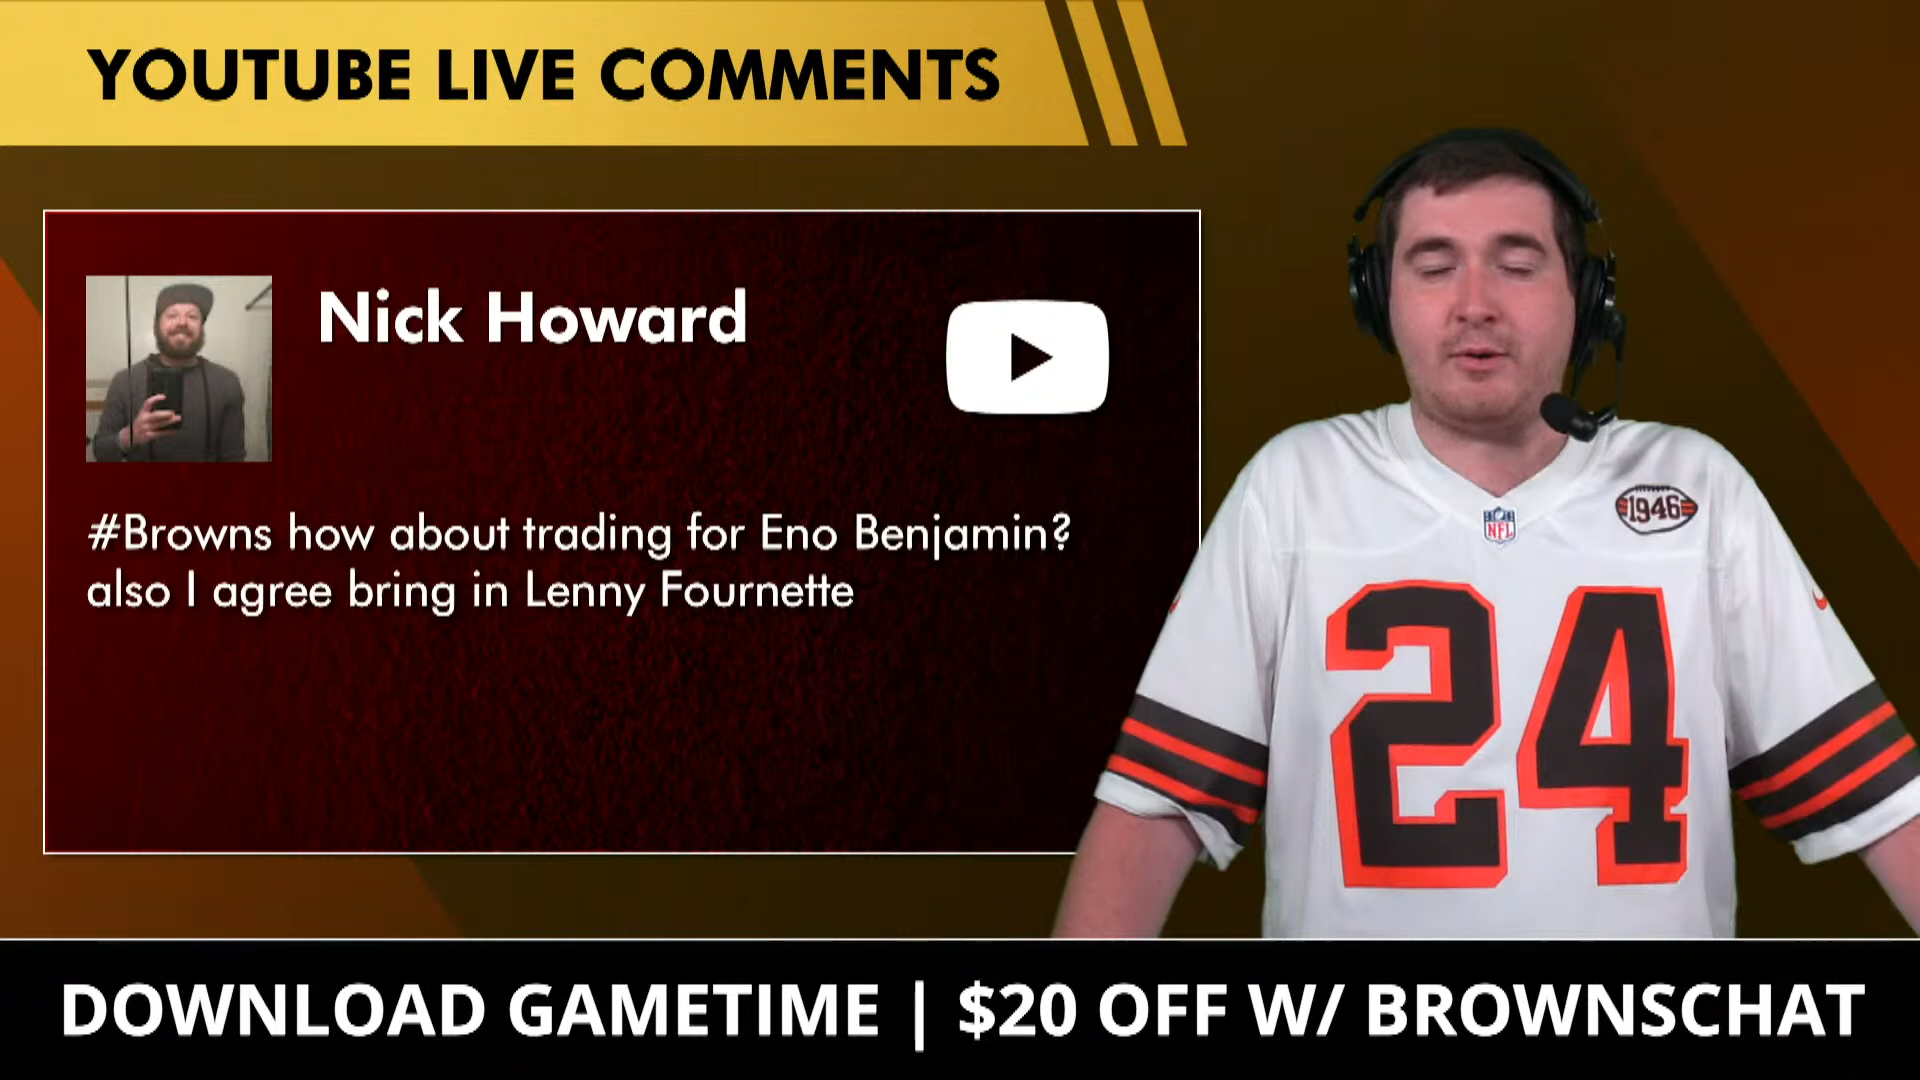 YOUTUBE LIVE COMMENTS
Nick Howard
#Browns how about trading for Eno Benjamin?
also I agree bring in Lenny Fournette
1946
NFL
24
DOWNLOAD GAMETIME | $20 OFF W/ BROWNSCHAT